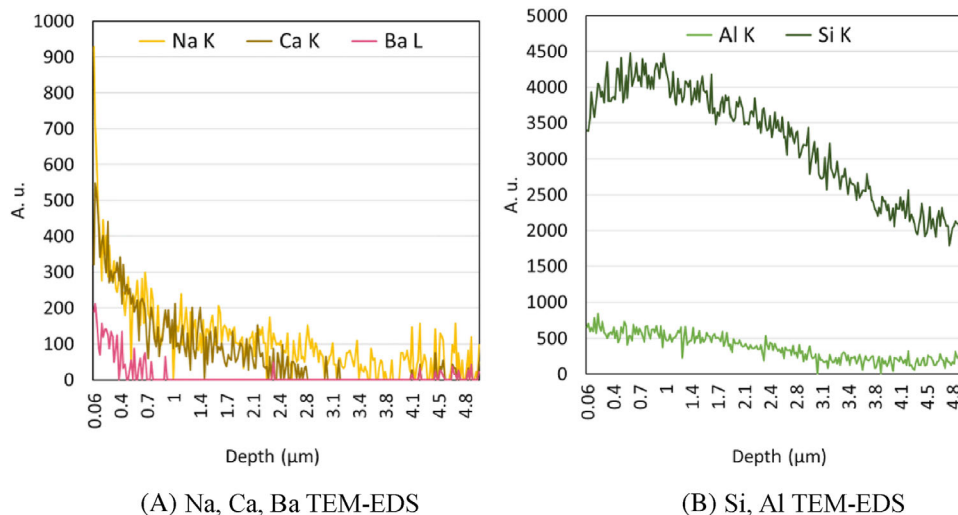 Na K Ca K Ba L
1000
900
800
700
600
500
400
300
200
100
0
A. u.
0.06 0.4 0.7 1 1.4 1.7 2.1 2.4 2.8 3.1 3.4 3.8 4.1 4.5 4.8
Depth (μm)
(A) Na, Ca, Ba TEM-EDS
Al K Si K
5000
4500
4000
3500
3000
2500
2000
1500
1000
500
0
A. u.
0.06 0.4 0.7 1 1.4 1.7 2.1 2.4 2.8 3.1 3.4 3.8 4.1 4.5 4.8
Depth (μm)
(B) Si, Al TEM-EDS